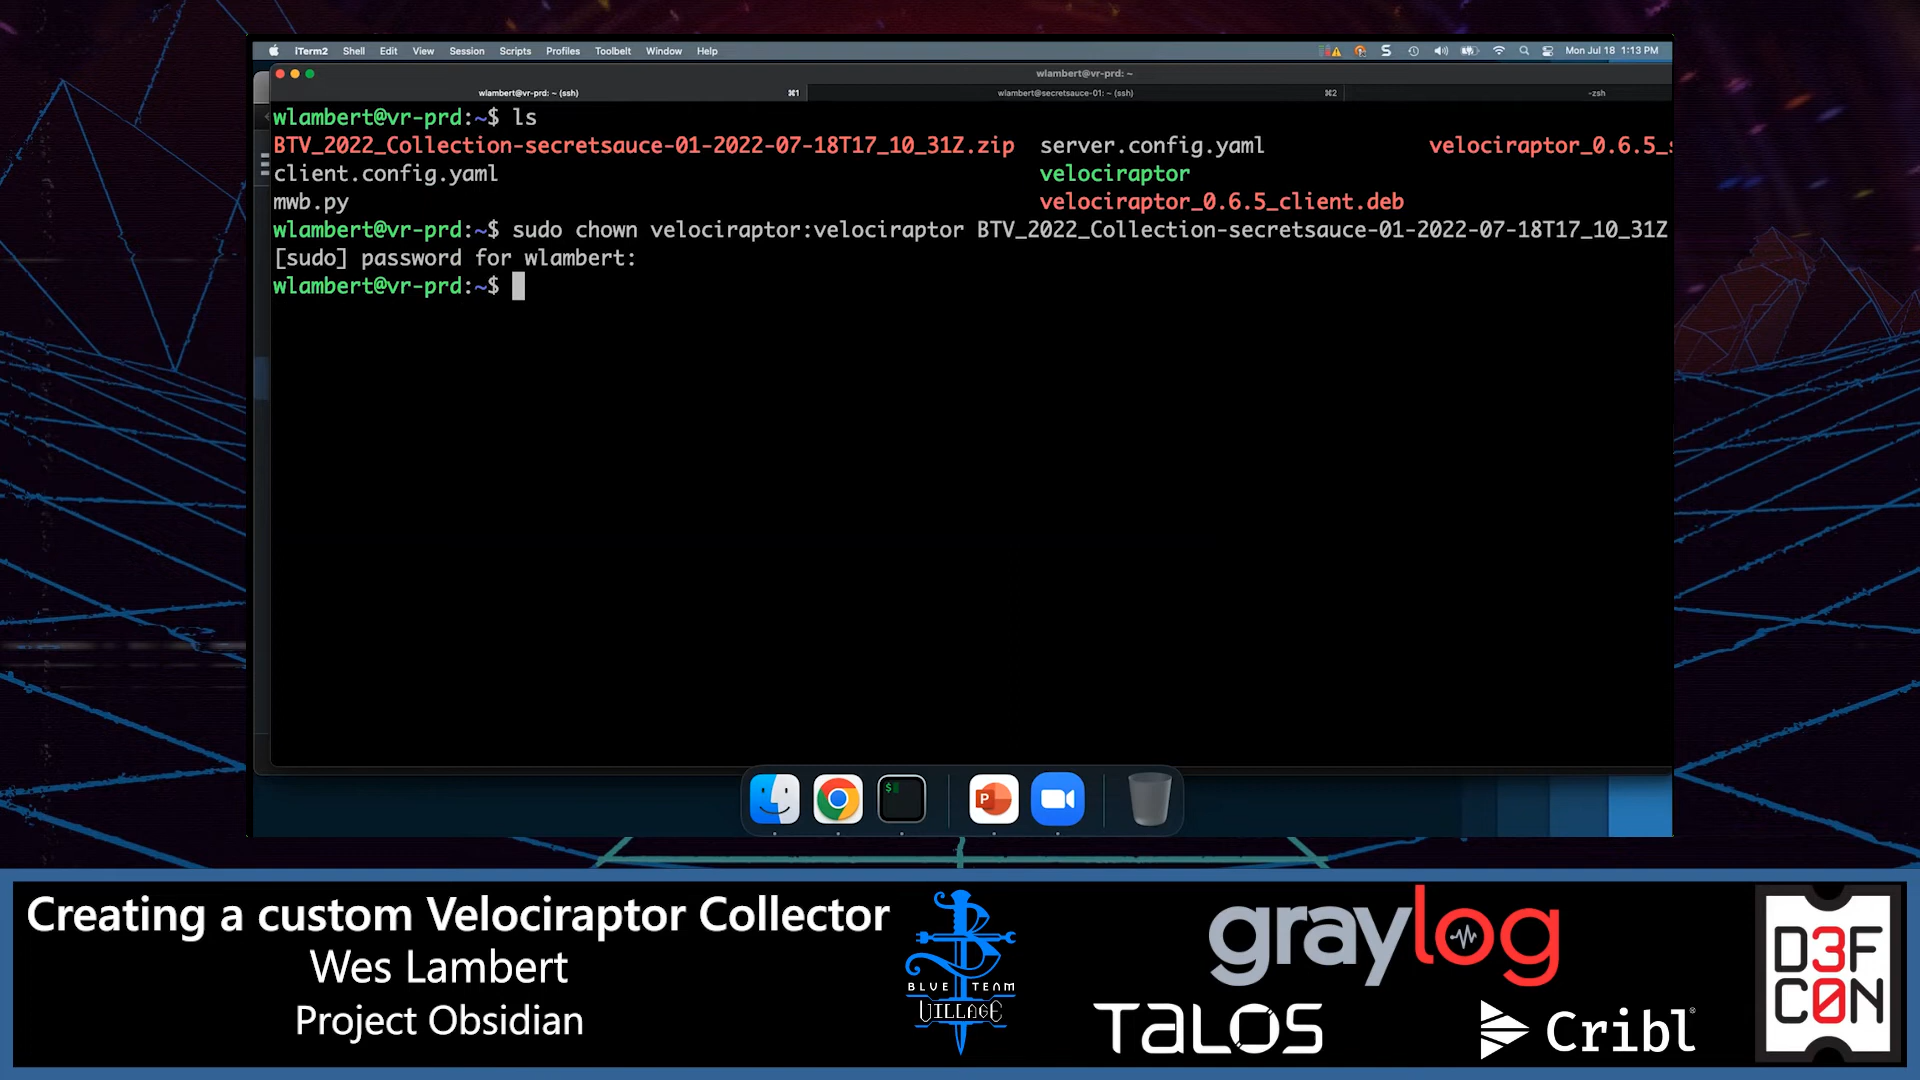 iTerm2 Shell Edit View Session Scripts Profiles Toolbelt Window Help
Mon Jul 18 1:13 PM
wlambert@vr-prd: ~
wlambert@vr-prd: ~ (ssh) ⌘1 wlambert@secretsauce-01: ~ (ssh) ⌘2 -zsh
wlambert@vr-prd:~$ ls
BTV_2022_Collection-secretsauce-01-2022-07-18T17_10_31Z.zip server.config.yaml velociraptor_0.6.5_s
client.config.yaml velociraptor
mwb.py velociraptor_0.6.5_client.deb
wlambert@vr-prd:~$ sudo chown velociraptor:velociraptor BTV_2022_Collection-secretsauce-01-2022-07-18T17_10_31Z
[sudo] password for wlambert:
wlambert@vr-prd:~$
Creating a custom Velociraptor Collector
Wes Lambert
Project Obsidian
BLUE TEAM
VILLAGE
graylog
TALOS
Cribl
D3F
C0N